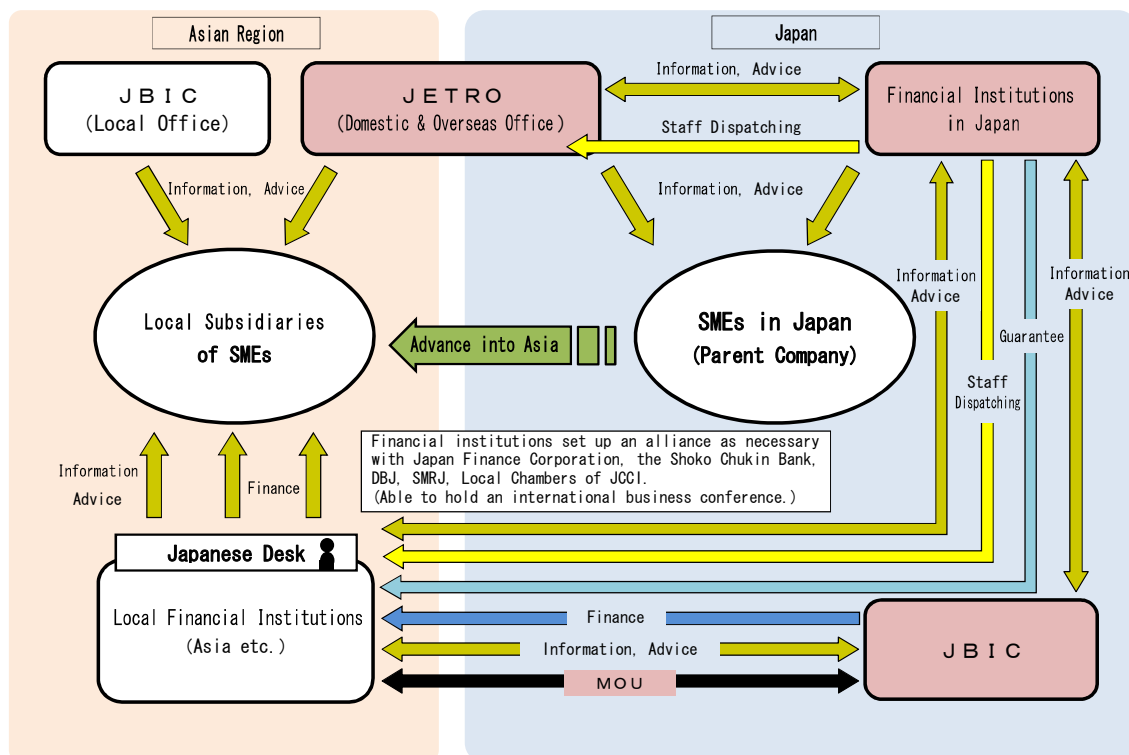 Asian Region
Japan
JBIC
(Local Office)
JETRO
(Domestic & Overseas Office)
Information, Advice
Staff Dispatching
Financial Institutions
in Japan
Information, Advice
Information, Advice
Local Subsidiaries
of SMEs
Advance into Asia
SMEs in Japan
(Parent Company)
Information
Advice
Guarantee
Information
Advice
Staff
Dispatching
Financial institutions set up an alliance as necessary
with Japan Finance Corporation, the Shoko Chukin Bank,
DBJ, SMRJ, Local Chambers of JCCI.
(Able to hold an international business conference.)
Information
Advice
Finance
Japanese Desk
Local Financial Institutions
(Asia etc.)
Finance
Information, Advice
MOU
JBIC